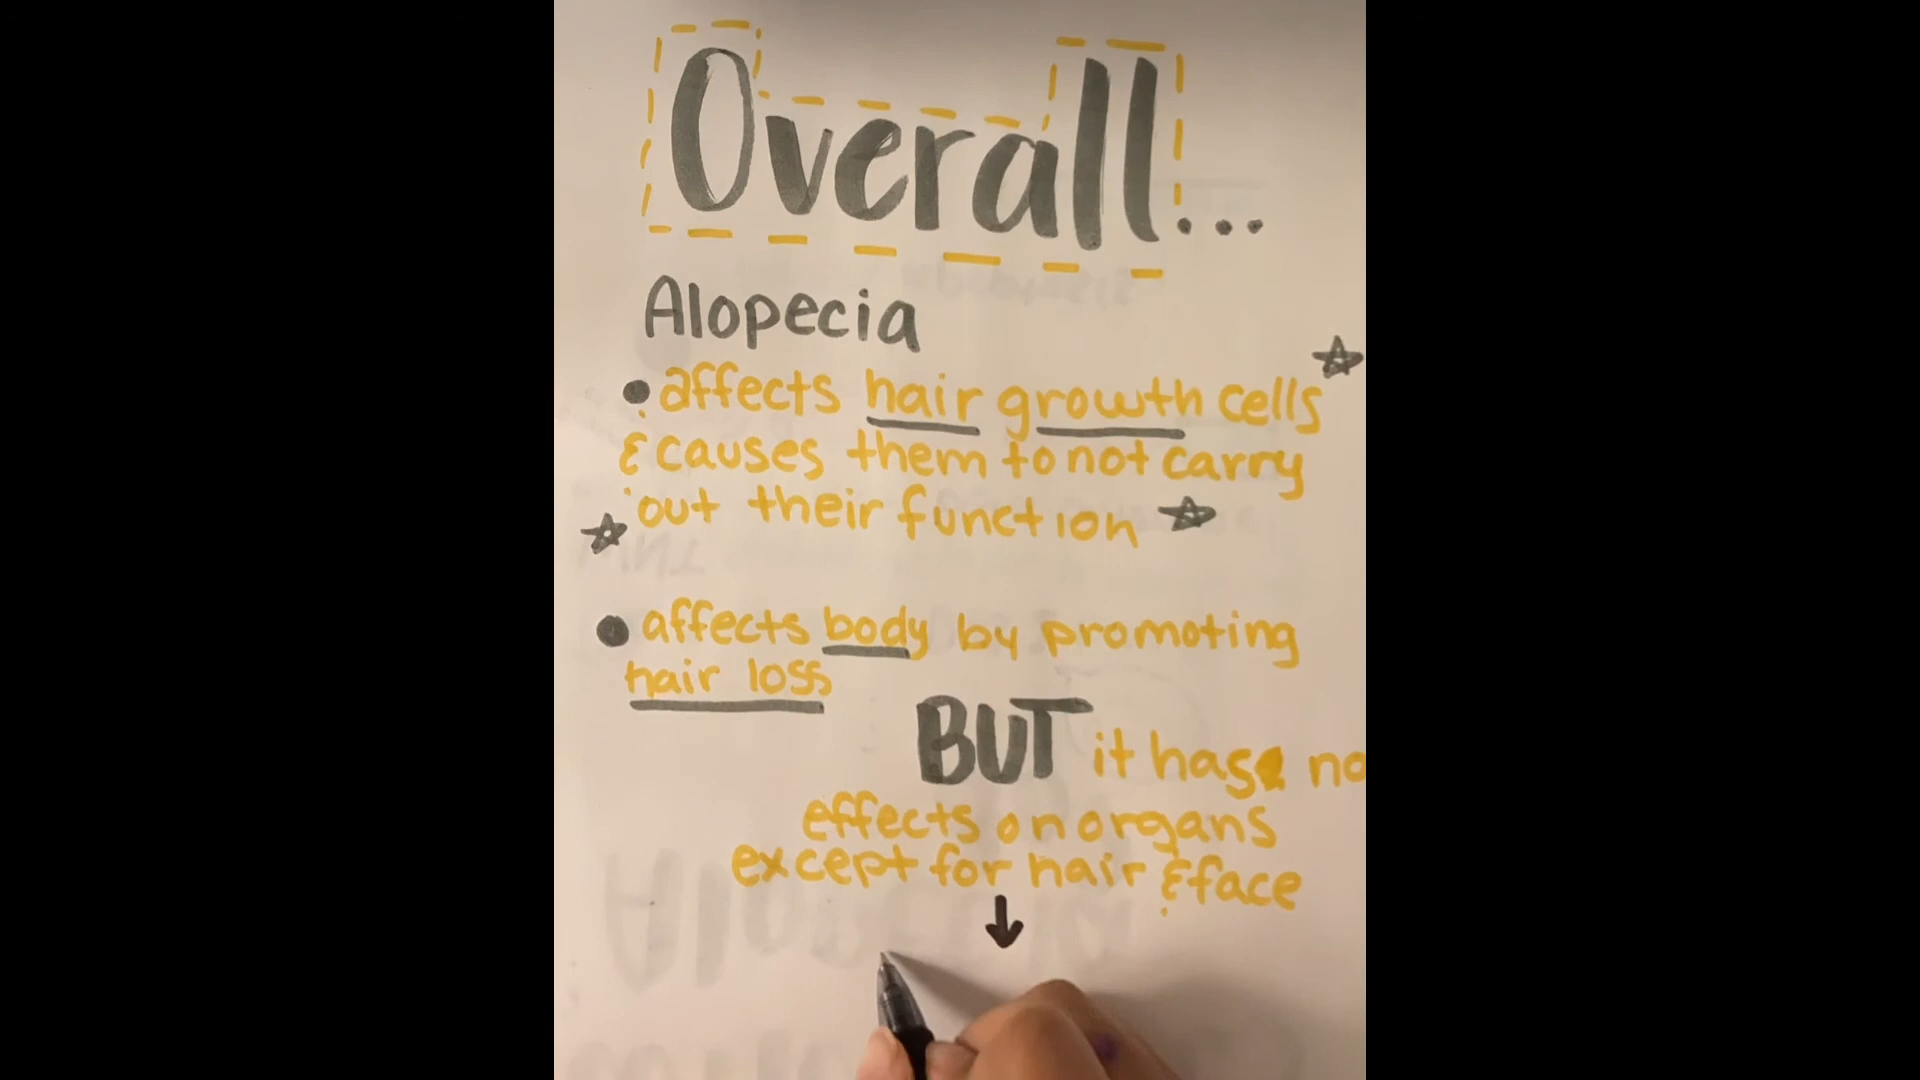 Overall...
Alopecia
• affects hair growth cells
& causes them to not carry
out their function
• affects body by promoting
hair loss
BUT it has no
effects on organs
except for hair & face